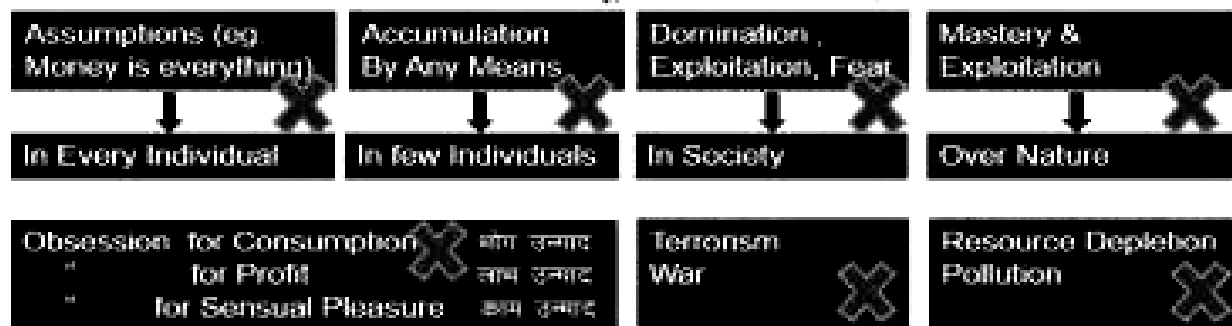 Assumptions (eg.
Money is everything)
Accumulation
By Any Means
Domination ,
Exploitation, Fear
Mastery &
Exploitation
In Every Individual
In few Individuals
In Society
Over Nature
Obsession for Consumption भोग उन्माद
" for Profit लाभ उन्माद
" for Sensual Pleasure काम उन्माद
Terrorism
War
Resource Depletion
Pollution